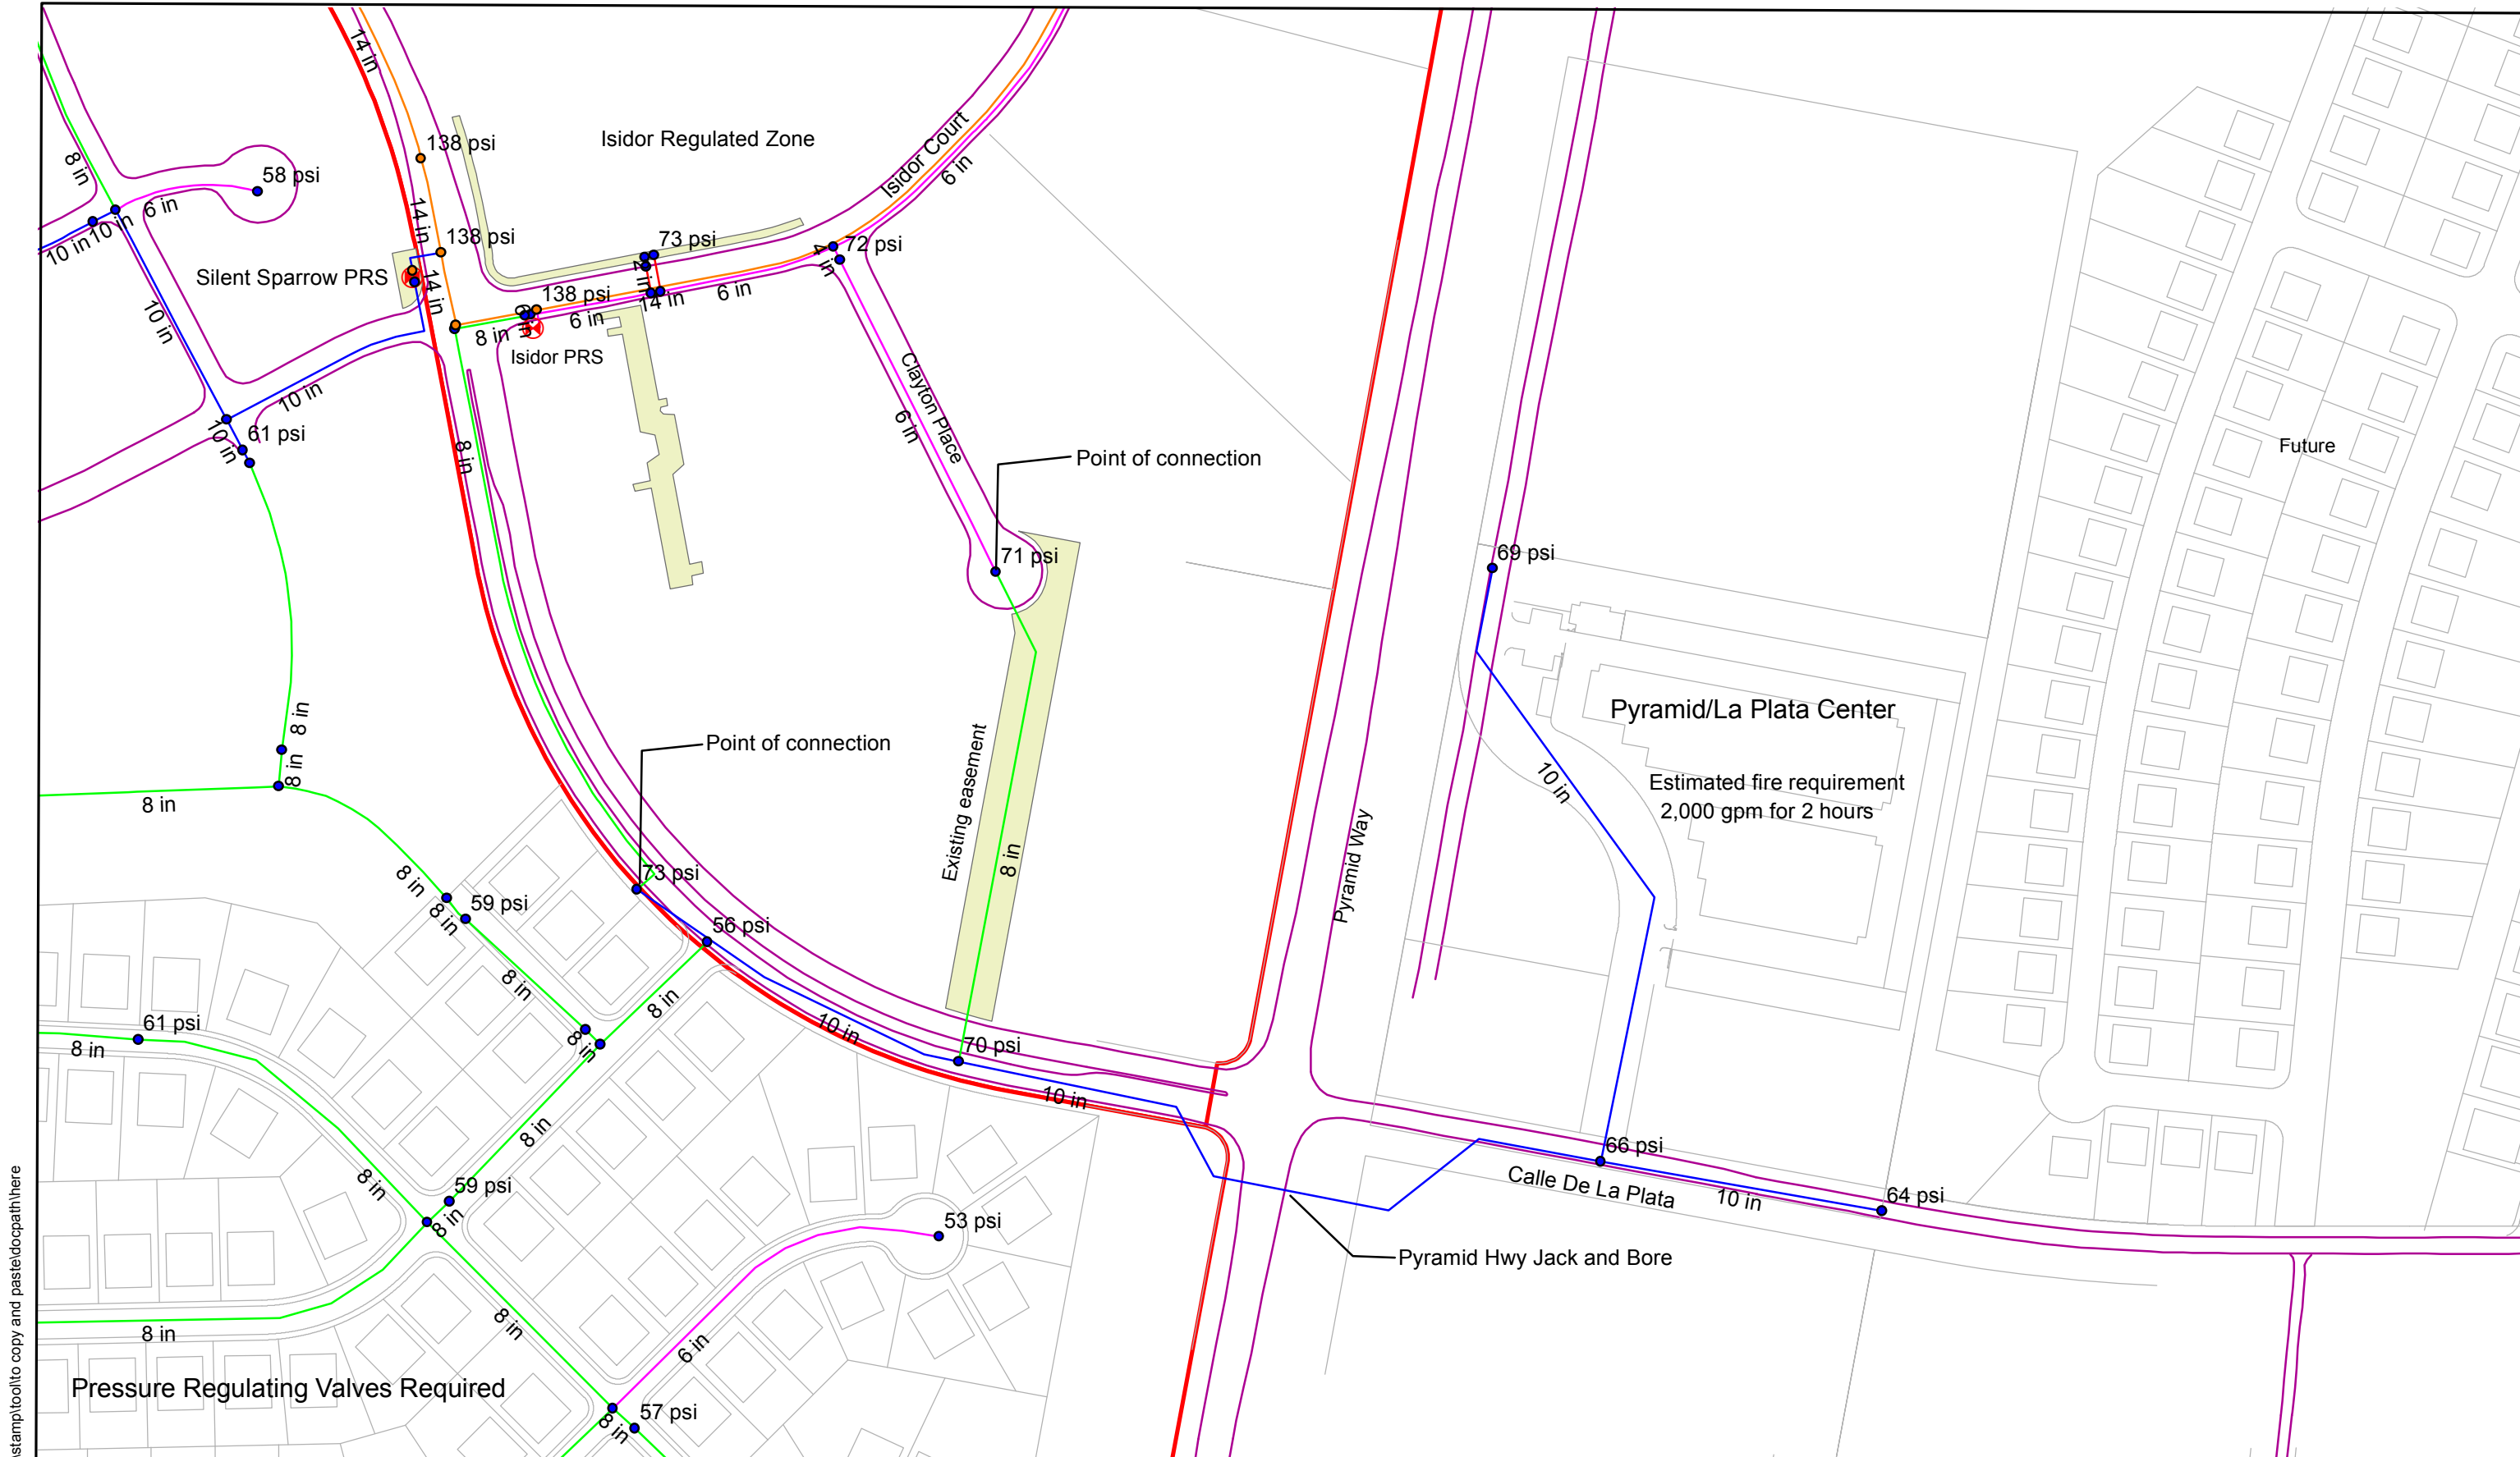 14 in
138 psi
Isidor Regulated Zone
Isidor Court
6 in
8 in
58 psi
6 in
10 in
10 in
14 in
138 psi
73 psi
72 psi
4 in
Silent Sparrow PRS
14 in
138 psi
14 in
6 in
6 in
8 in
Isidor PRS
10 in
10 in
10 in
61 psi
8 in
Clayton Place
6 in
Point of connection
Future
71 psi
69 psi
8 in
8 in
8 in
Point of connection
Existing easement
8 in
Pyramid Way
Pyramid/La Plata Center
10 in
Estimated fire requirement
2,000 gpm for 2 hours
73 psi
8 in
8 in
59 psi
56 psi
8 in
8 in
61 psi
8 in
8 in
10 in
70 psi
10 in
8 in
8 in
59 psi
8 in
66 psi
Calle De La Plata
10 in
64 psi
53 psi
Pyramid Hwy Jack and Bore
8 in
8 in
6 in
Pressure Regulating Valves Required
57 psi
8 in
\stamp\tool\to copy and paste\docpath\here